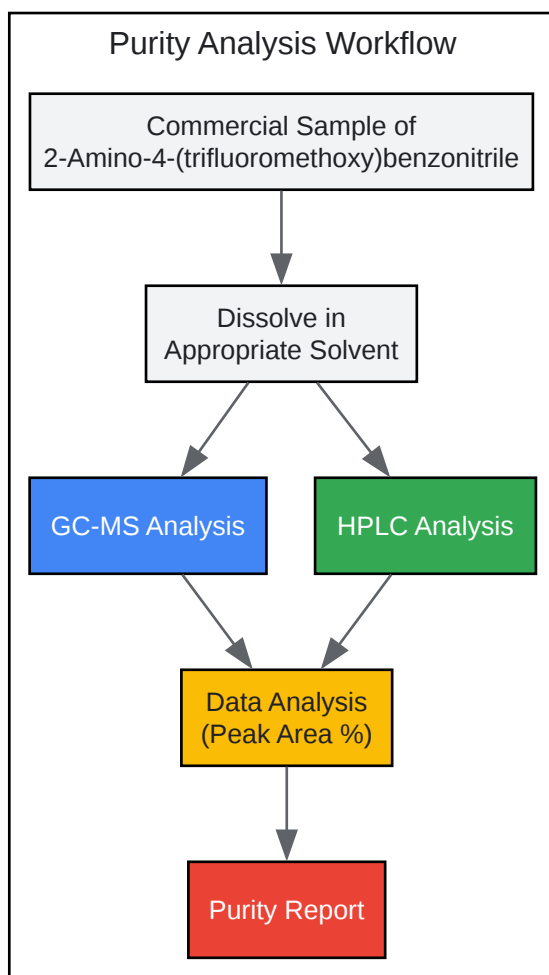 Purity Analysis Workflow
Commercial Sample of
2-Amino-4-(trifluoromethoxy)benzonitrile
Dissolve in
Appropriate Solvent
GC-MS Analysis
HPLC Analysis
Data Analysis
(Peak Area %)
Purity Report